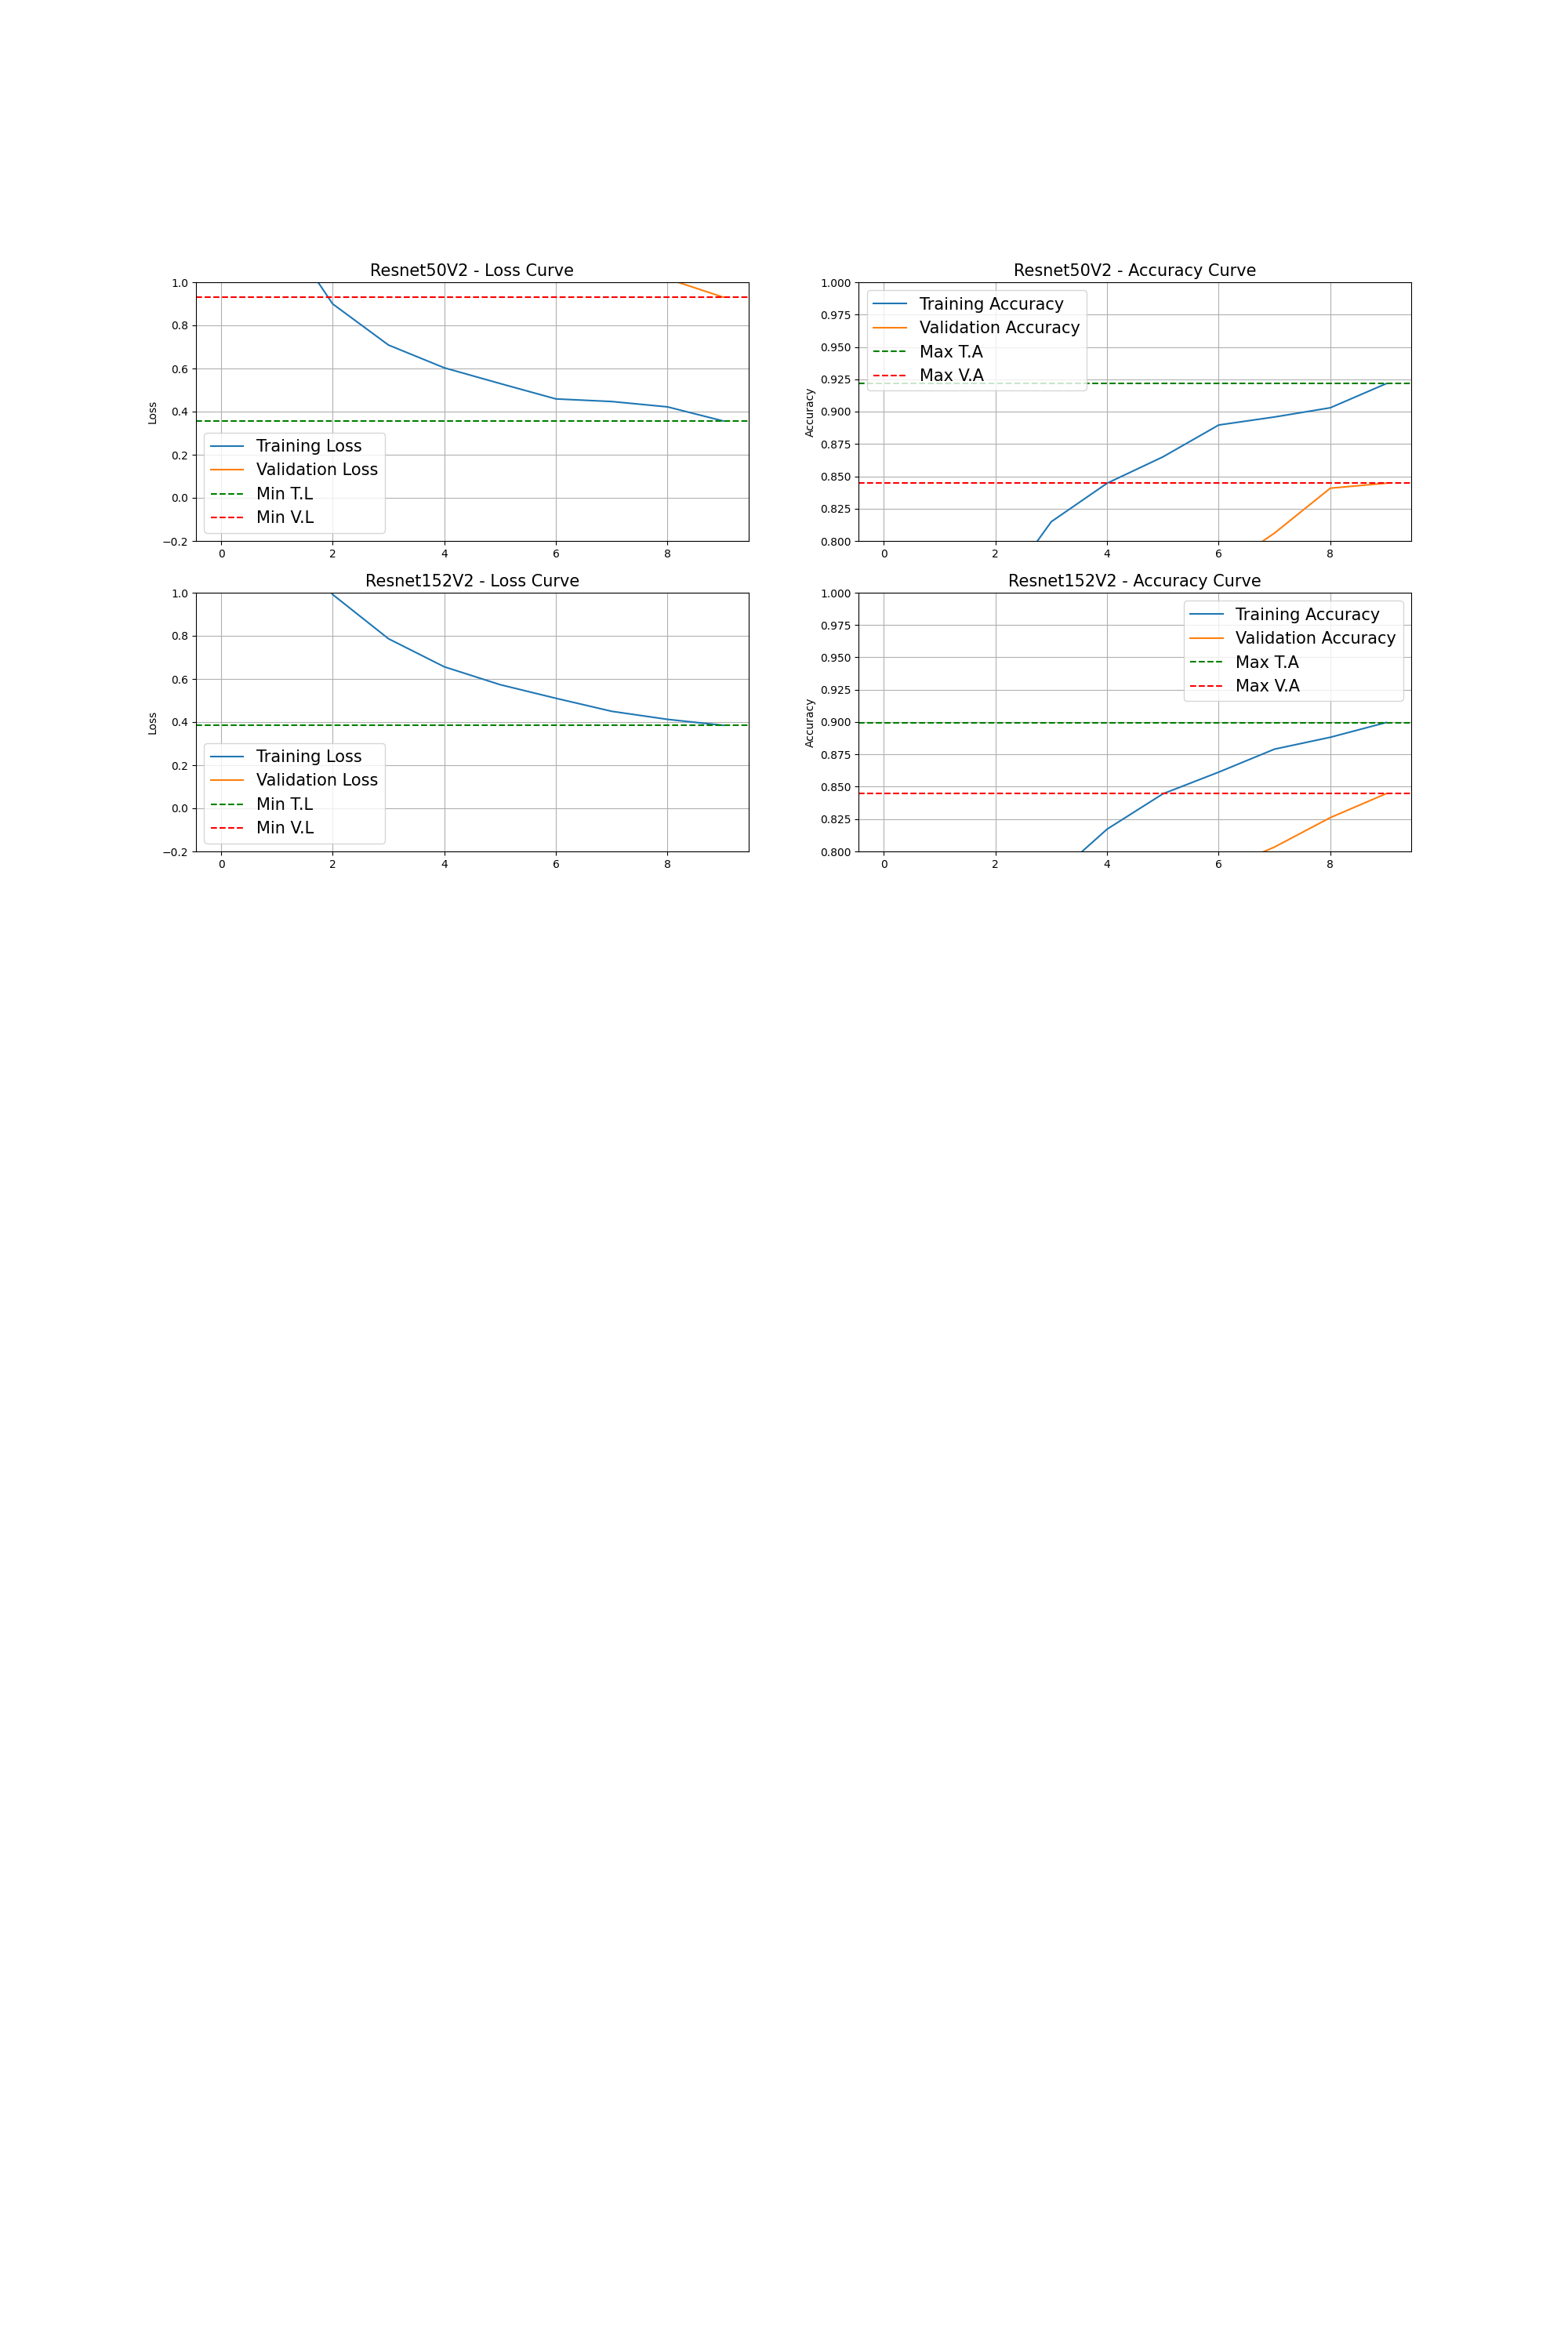 Resnet50V2 - Loss Curve
1.0
0.8
0.6
0.4
0.2
0.0
−0.2
Loss
Training Loss
Validation Loss
Min T.L
Min V.L
0 2 4 6 8
Resnet50V2 - Accuracy Curve
1.000
0.975
0.950
0.925
0.900
0.875
0.850
0.825
0.800
Accuracy
Training Accuracy
Validation Accuracy
Max T.A
Max V.A
0 2 4 6 8
Resnet152V2 - Loss Curve
1.0
0.8
0.6
0.4
0.2
0.0
−0.2
Loss
Training Loss
Validation Loss
Min T.L
Min V.L
0 2 4 6 8
Resnet152V2 - Accuracy Curve
1.000
0.975
0.950
0.925
0.900
0.875
0.850
0.825
0.800
Accuracy
Training Accuracy
Validation Accuracy
Max T.A
Max V.A
0 2 4 6 8